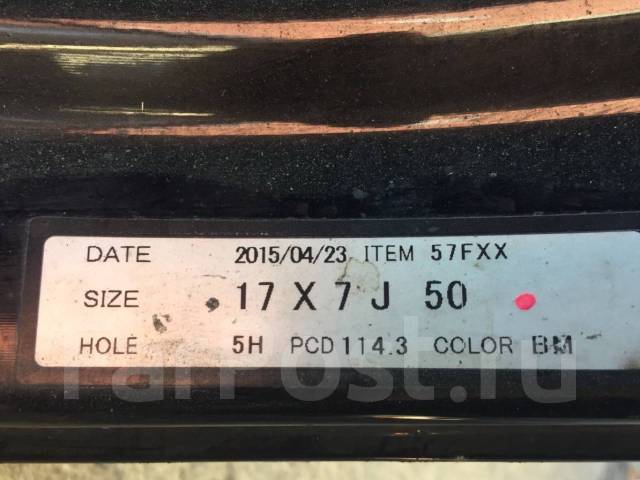 DATE 2015/04/23 ITEM 57FXX
SIZE 17 X 7 J 50
HOLE 5H PCD 114.3 COLOR BM
FarPost.ru